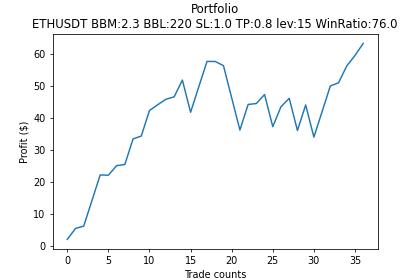 Portfolio
ETHUSDT BBM:2.3 BBL:220 SL:1.0 TP:0.8 lev:15 WinRatio:76.0
Profit ($)
60
50
40
30
20
10
0
0 5 10 15 20 25 30 35
Trade counts